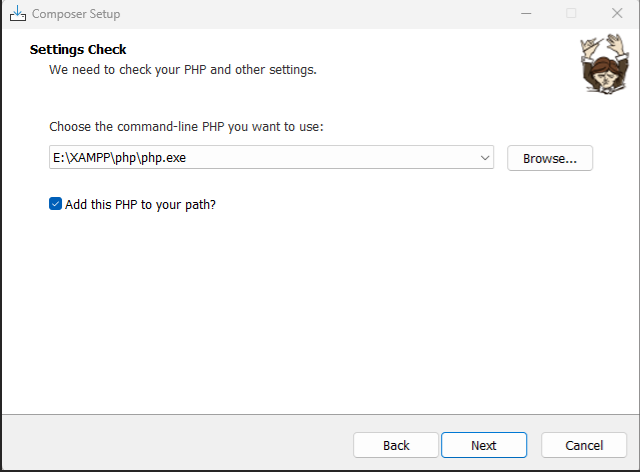 Composer Setup
Settings Check
We need to check your PHP and other settings.
Choose the command-line PHP you want to use:
E:\XAMPP\php\php.exe
Browse...
Add this PHP to your path?
Back
Next
Cancel